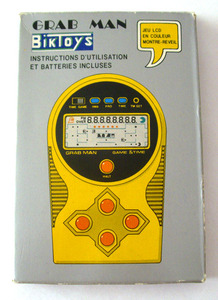 GRAB MAN
BikToys
INSTRUCTIONS D'UTILISATION
ET BATTERIES INCLUSES
JEU LCD
EN COULEUR
MONTRE-REVEIL
GRAB MAN GAME &TIME